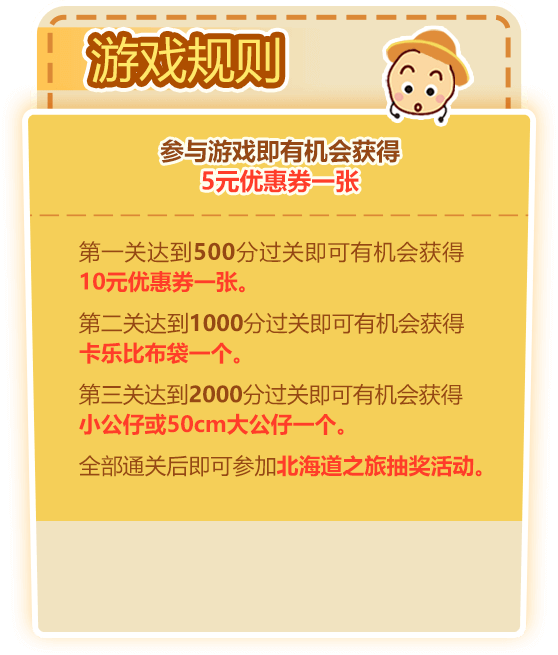 游戏规则
参与游戏即有机会获得
5元优惠券一张
第一关达到500分过关即可有机会获得
10元优惠券一张。
第二关达到1000分过关即可有机会获得
卡乐比布袋一个。
第三关达到2000分过关即可有机会获得
小公仔或50cm大公仔一个。
全部通关后即可参加北海道之旅抽奖活动。